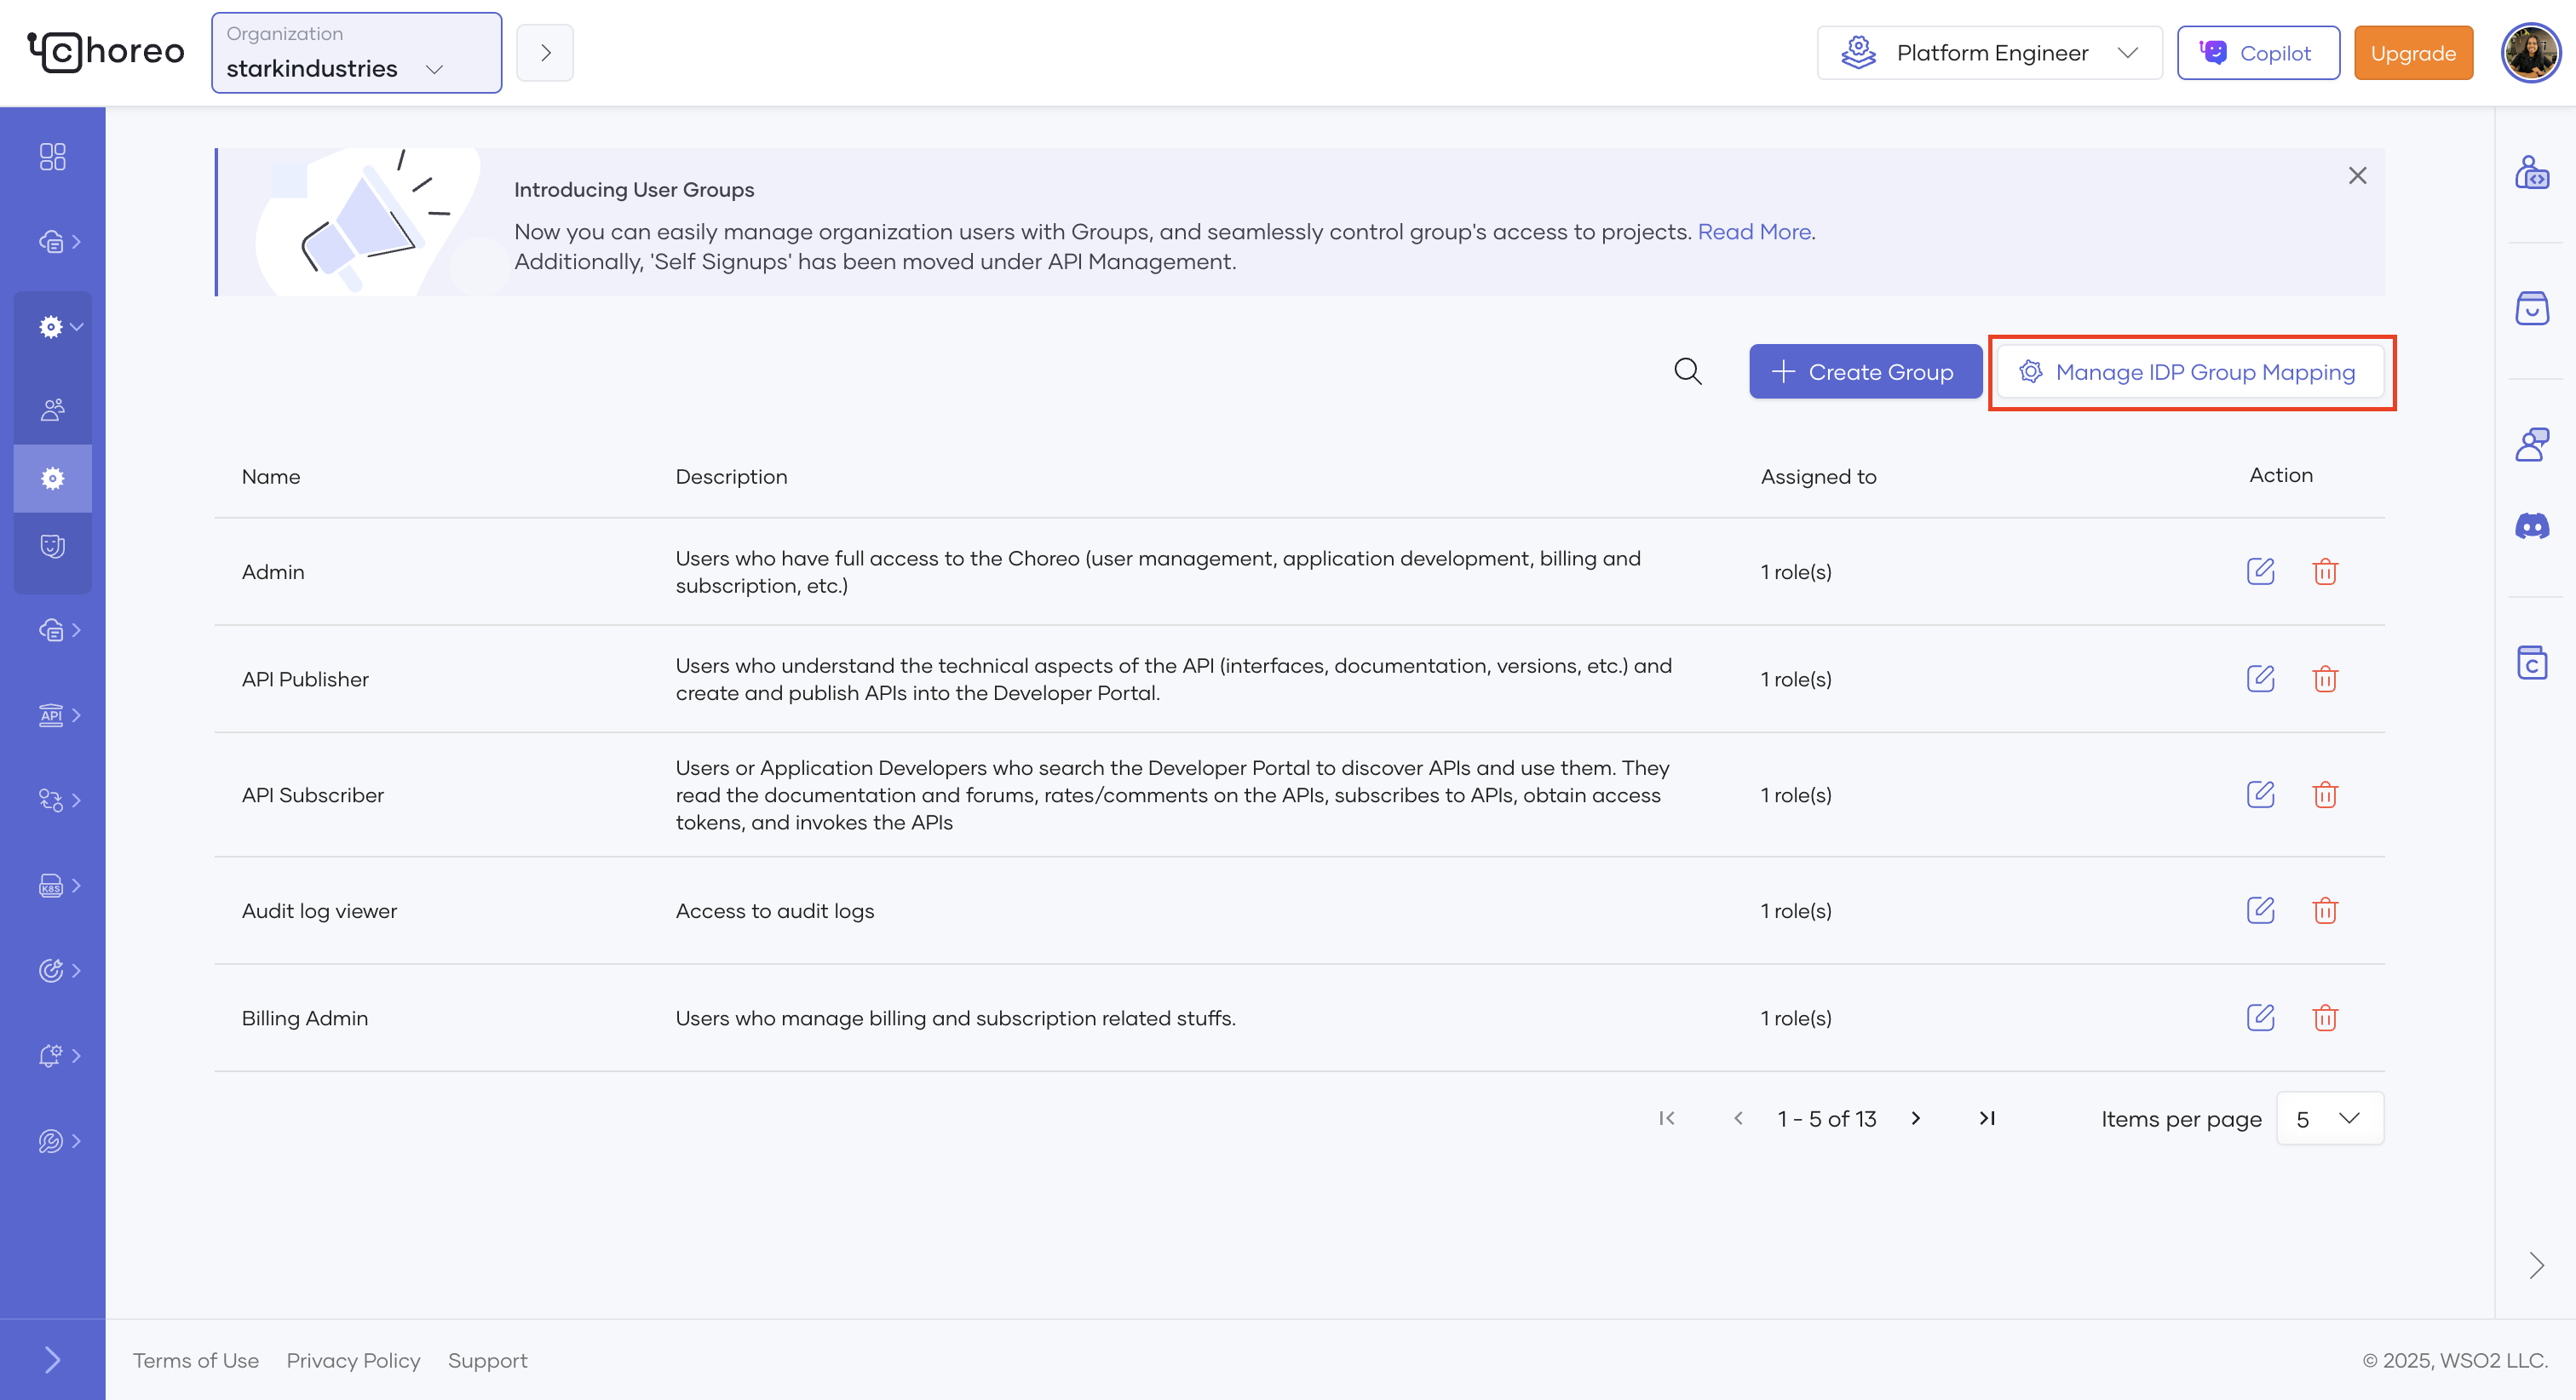 choreo
Organization
starkindustries
Platform Engineer
Copilot
Upgrade
Introducing User Groups
Now you can easily manage organization users with Groups, and seamlessly control group's access to projects. Read More.
Additionally, 'Self Signups' has been moved under API Management.
Create Group
Manage IDP Group Mapping
Name Description Assigned to Action
Admin
Users who have full access to the Choreo (user management, application development, billing and
subscription, etc.)
1 role(s)
API Publisher
Users who understand the technical aspects of the API (interfaces, documentation, versions, etc.) and
create and publish APIs into the Developer Portal.
1 role(s)
API Subscriber
Users or Application Developers who search the Developer Portal to discover APIs and use them. They
read the documentation and forums, rates/comments on the APIs, subscribes to APIs, obtain access
tokens, and invokes the APIs
1 role(s)
Audit log viewer
Access to audit logs
1 role(s)
Billing Admin
Users who manage billing and subscription related stuffs.
1 role(s)
API
K8S
C
1 - 5 of 13
Items per page 5
Terms of Use Privacy Policy Support
© 2025, WSO2 LLC.